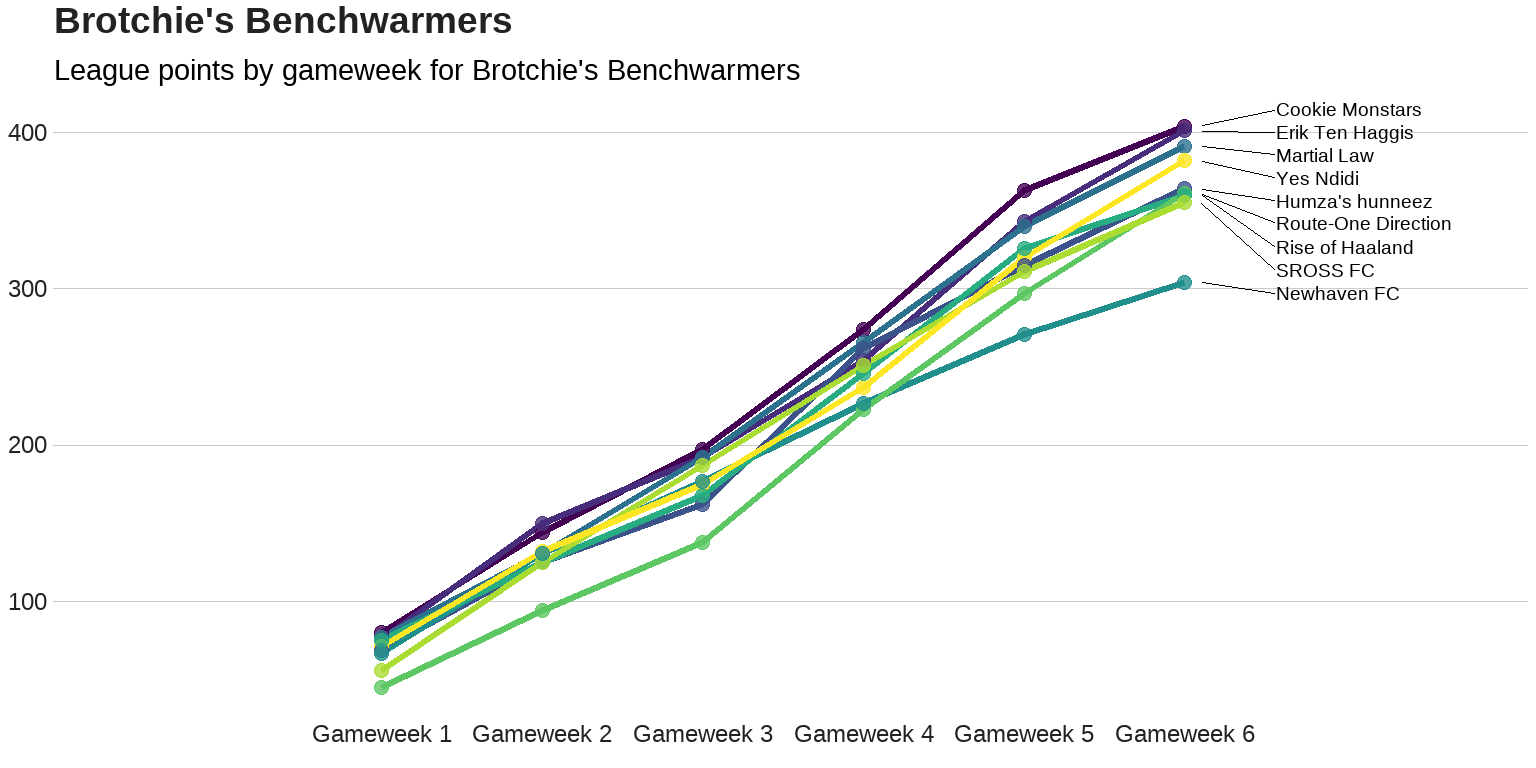 Brotchie's Benchwarmers
League points by gameweek for Brotchie's Benchwarmers
Cookie Monstars
400
Erik Ten Haggis
Martial Law
Yes Ndidi
Humza's hunneez
Route-One Direction
Rise of Haaland
SROSS FC
300
Newhaven FC
200
100
Gameweek 1 Gameweek 2 Gameweek 3 Gameweek 4 Gameweek 5 Gameweek 6